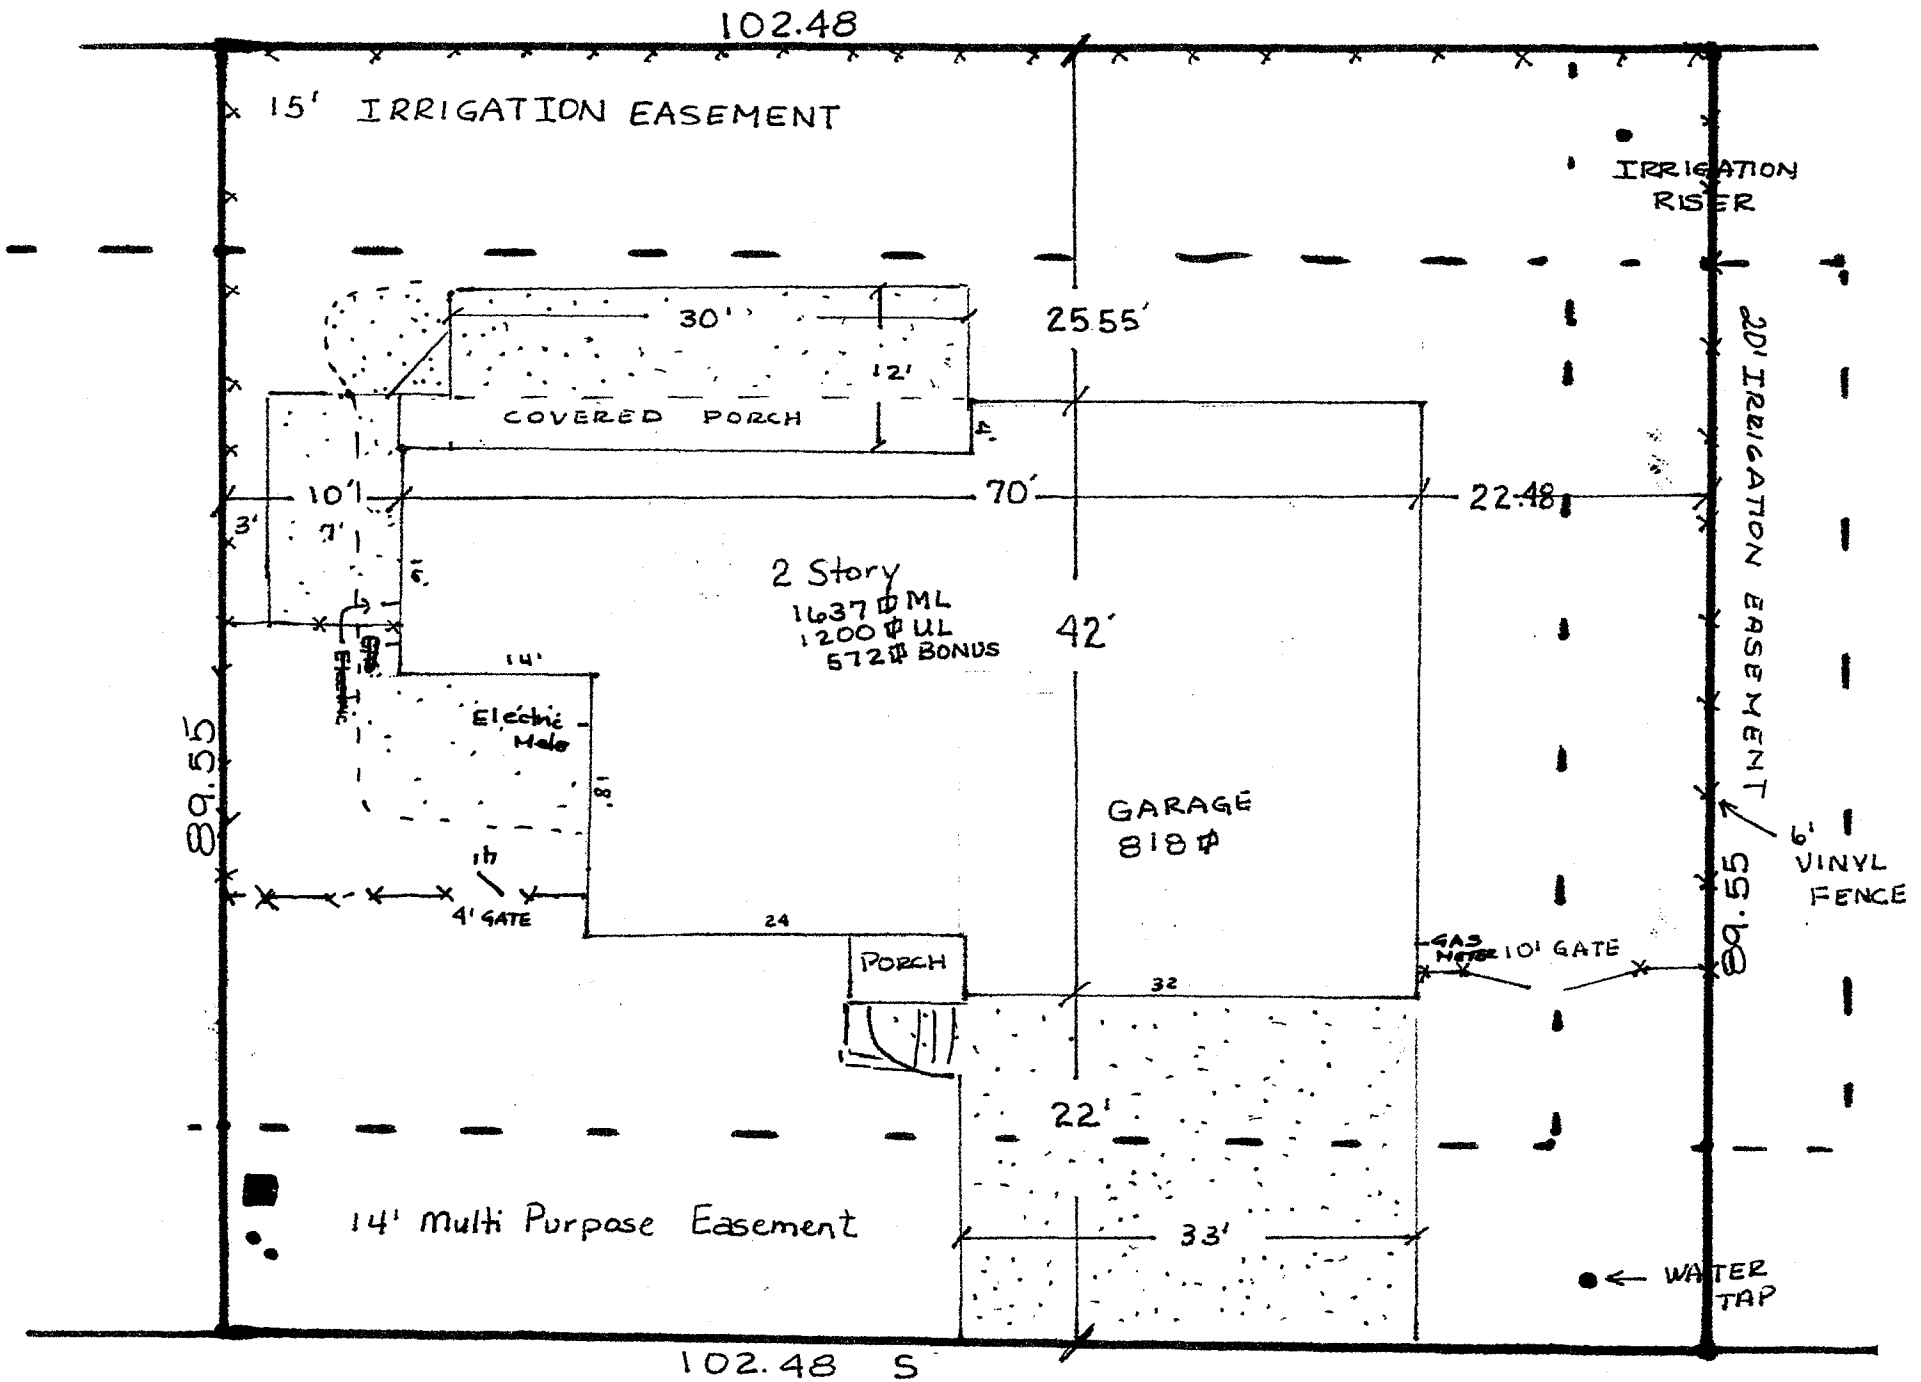 102.48
15' IRRIGATION EASEMENT
IRRIGATION
RISER
30'
25.55'
12'
COVERED PORCH
4'
10'
70'
22.48
3'
7'
16'
20' IRRIGATION EASEMENT
2 Story
1637 ⏍ ML
1200 ⏍ UL
572 ⏍ BONUS
42'
14'
Electric
18'
89.55
GARAGE
818 ⏍
6'
VINYL
FENCE
4'
4' GATE
24
PORCH
GAS
METER
10' GATE
89.55
32
22'
14' Multi Purpose Easement
33'
WATER
TAP
102.48 S